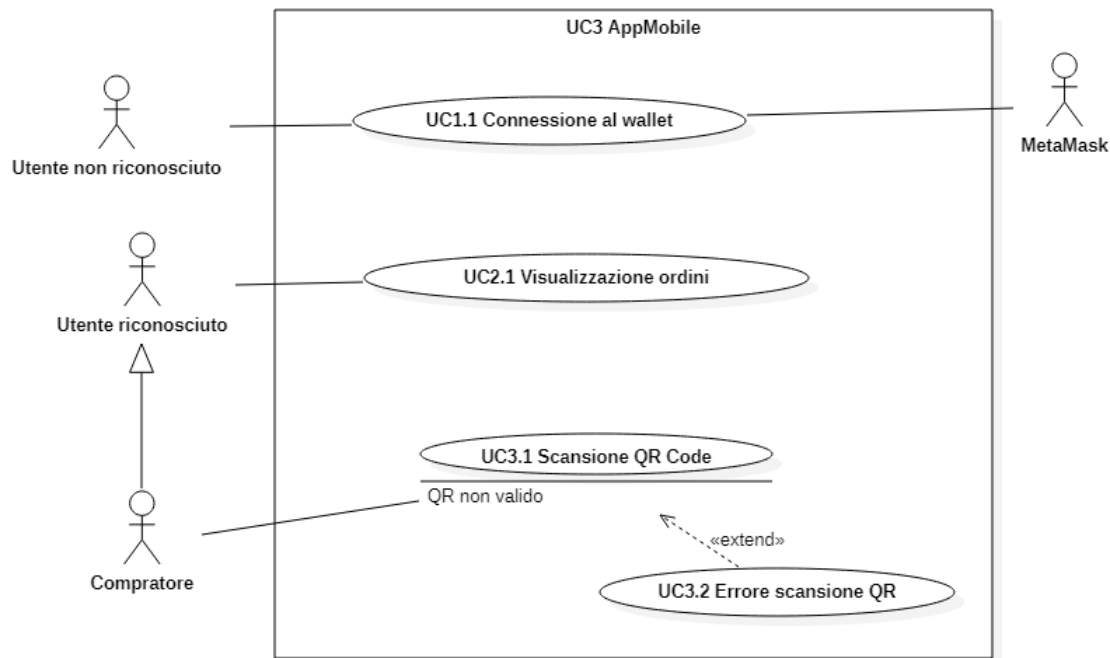 UC3 AppMobile
UC1.1 Connessione al wallet
Utente non riconosciuto
MetaMask
UC2.1 Visualizzazione ordini
Utente riconosciuto
UC3.1 Scansione QR Code
QR non valido
«extend»
Compratore
UC3.2 Errore scansione QR